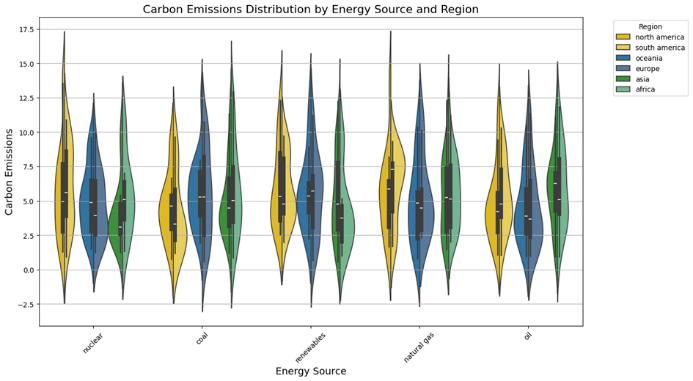 Carbon Emissions Distribution by Energy Source and Region
Region
north america
south america
oceania
europe
asia
africa
Carbon Emissions
17.5
15.0
12.5
10.0
7.5
5.0
2.5
0.0
−2.5
nuclear
coal
renewables
natural gas
oil
Energy Source